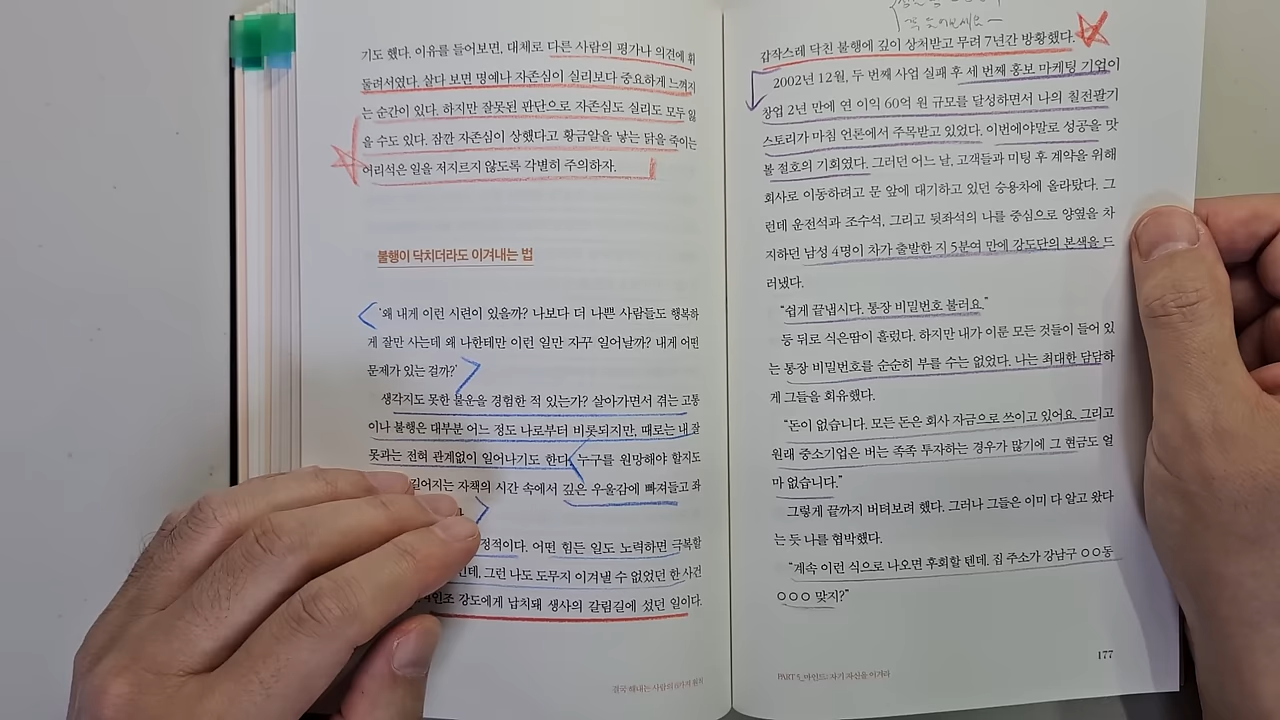 기도 했다. 이유를 들어보면, 대체로 다른 사람의 평가나 의견에 휘
둘러서였다. 살다 보면 명예나 자존심이 실리보다 중요하게 느껴지
는 순간이 있다. 하지만 잘못된 판단으로 자존심도 실리도 모두 잃
을 수도 있다. 잠깐 자존심이 상했다고 황금알을 낳는 닭을 죽이는
어리석은 일을 저지르지 않도록 각별히 주의하자.
불행이 닥치더라도 이겨내는 법
'왜 내게 이런 시련이 있을까? 나보다 더 나쁜 사람들도 행복하
게 잘만 사는데 왜 나한테만 이런 일만 자꾸 일어날까? 내게 어떤
문제가 있는 걸까?'
생각지도 못한 불운을 경험한 적 있는가? 살아가면서 겪는 고통
이나 불행은 대부분 어느 정도 나로부터 비롯되지만, 때로는 내 잘
못과는 전혀 관계없이 일어나기도 한다. 누구를 원망해야 할지도
길어지는 자책의 시간 속에서 깊은 우울감에 빠져들고 좌
정적이다. 어떤 힘든 일도 노력하면 극복할
인데, 그런 나도 도무지 이겨낼 수 없었던 한 사건
인조 강도에게 납치돼 생사의 갈림길에 섰던 일이다.
결국 해내는 사람의 원칙
꼭 읽어보세요
갑작스레 닥친 불행에 깊이 상처받고 무려 7년간 방황했다.
2002년 12월, 두 번째 사업 실패 후 세 번째 홍보 마케팅 기업이
창업 2년 만에 연 이익 60억 원 규모를 달성하면서 나의 칠전팔기
스토리가 마침 언론에서 주목받고 있었다. 이번에야말로 성공을 맛
볼 절호의 기회였다. 그러던 어느 날, 고객들과 미팅 후 계약을 위해
회사로 이동하려고 문 앞에 대기하고 있던 승용차에 올라탔다. 그
런데 운전석과 조수석, 그리고 뒷좌석의 나를 중심으로 양옆을 차
지하던 남성 4명이 차가 출발한 지 5분여 만에 강도단의 본색을 드
러냈다.
"쉽게 끝냅시다. 통장 비밀번호 불러요."
등 뒤로 식은땀이 흘렀다. 하지만 내가 이룬 모든 것들이 들어 있
는 통장 비밀번호를 순순히 부를 수는 없었다. 나는 최대한 담담하
게 그들을 회유했다.
"돈이 없습니다. 모든 돈은 회사 자금으로 쓰이고 있어요. 그리고
원래 중소기업은 버는 족족 투자하는 경우가 많기에 그 현금도 얼
마 없습니다."
그렇게 끝까지 버텨보려 했다. 그러나 그들은 이미 다 알고 왔다
는 듯 나를 협박했다.
"계속 이런 식으로 나오면 후회할 텐데. 집 주소가 강남구 ○○동
○○○ 맞지?"
177
PART 5_마인드: 자기 자신을 이겨라